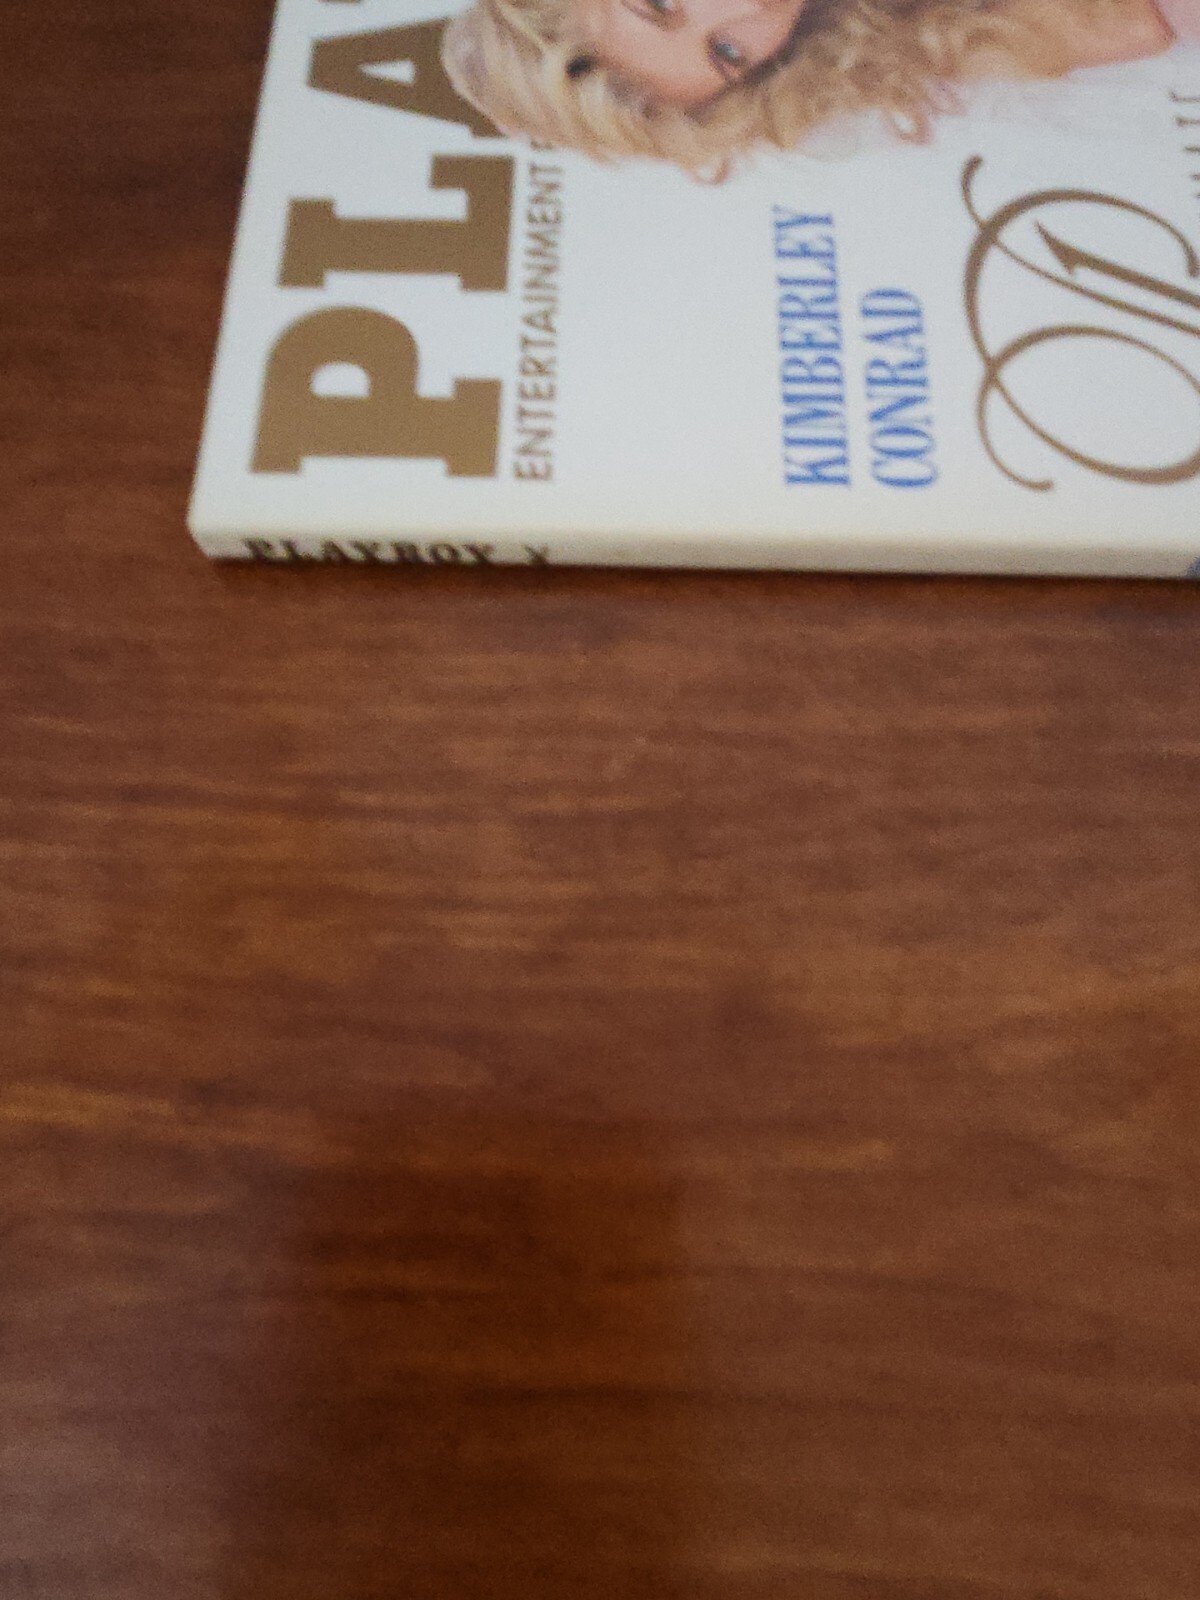 PLA
ENTERTAINMENT F
KIMBERLEY
CONRAD
PLAYBOY